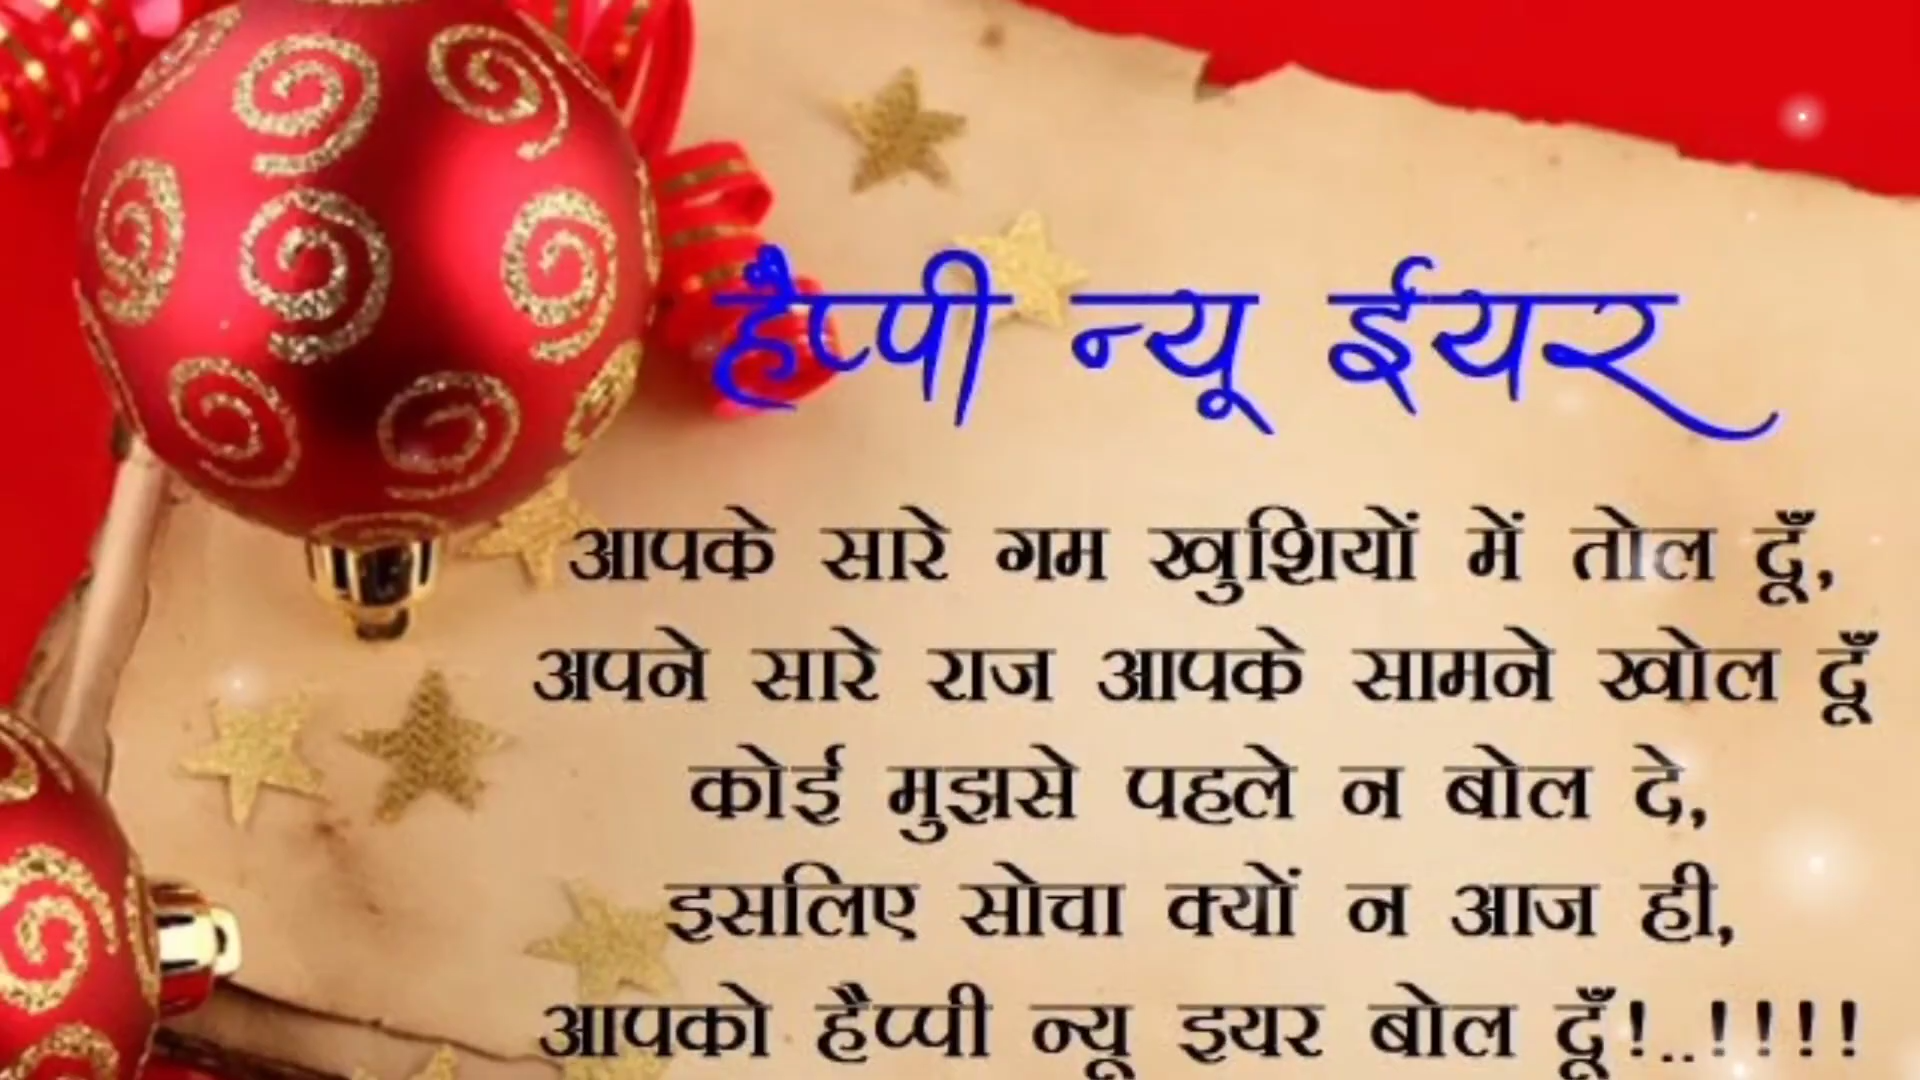 हैप्पी न्यू ईयर
आपके सारे गम खुशियों में तोल दूँ,
अपने सारे राज आपके सामने खोल दूँ
कोई मुझसे पहले न बोल दे,
इसलिए सोचा क्यों न आज ही,
आपको हैप्पी न्यू इयर बोल दूँ!..!!!!